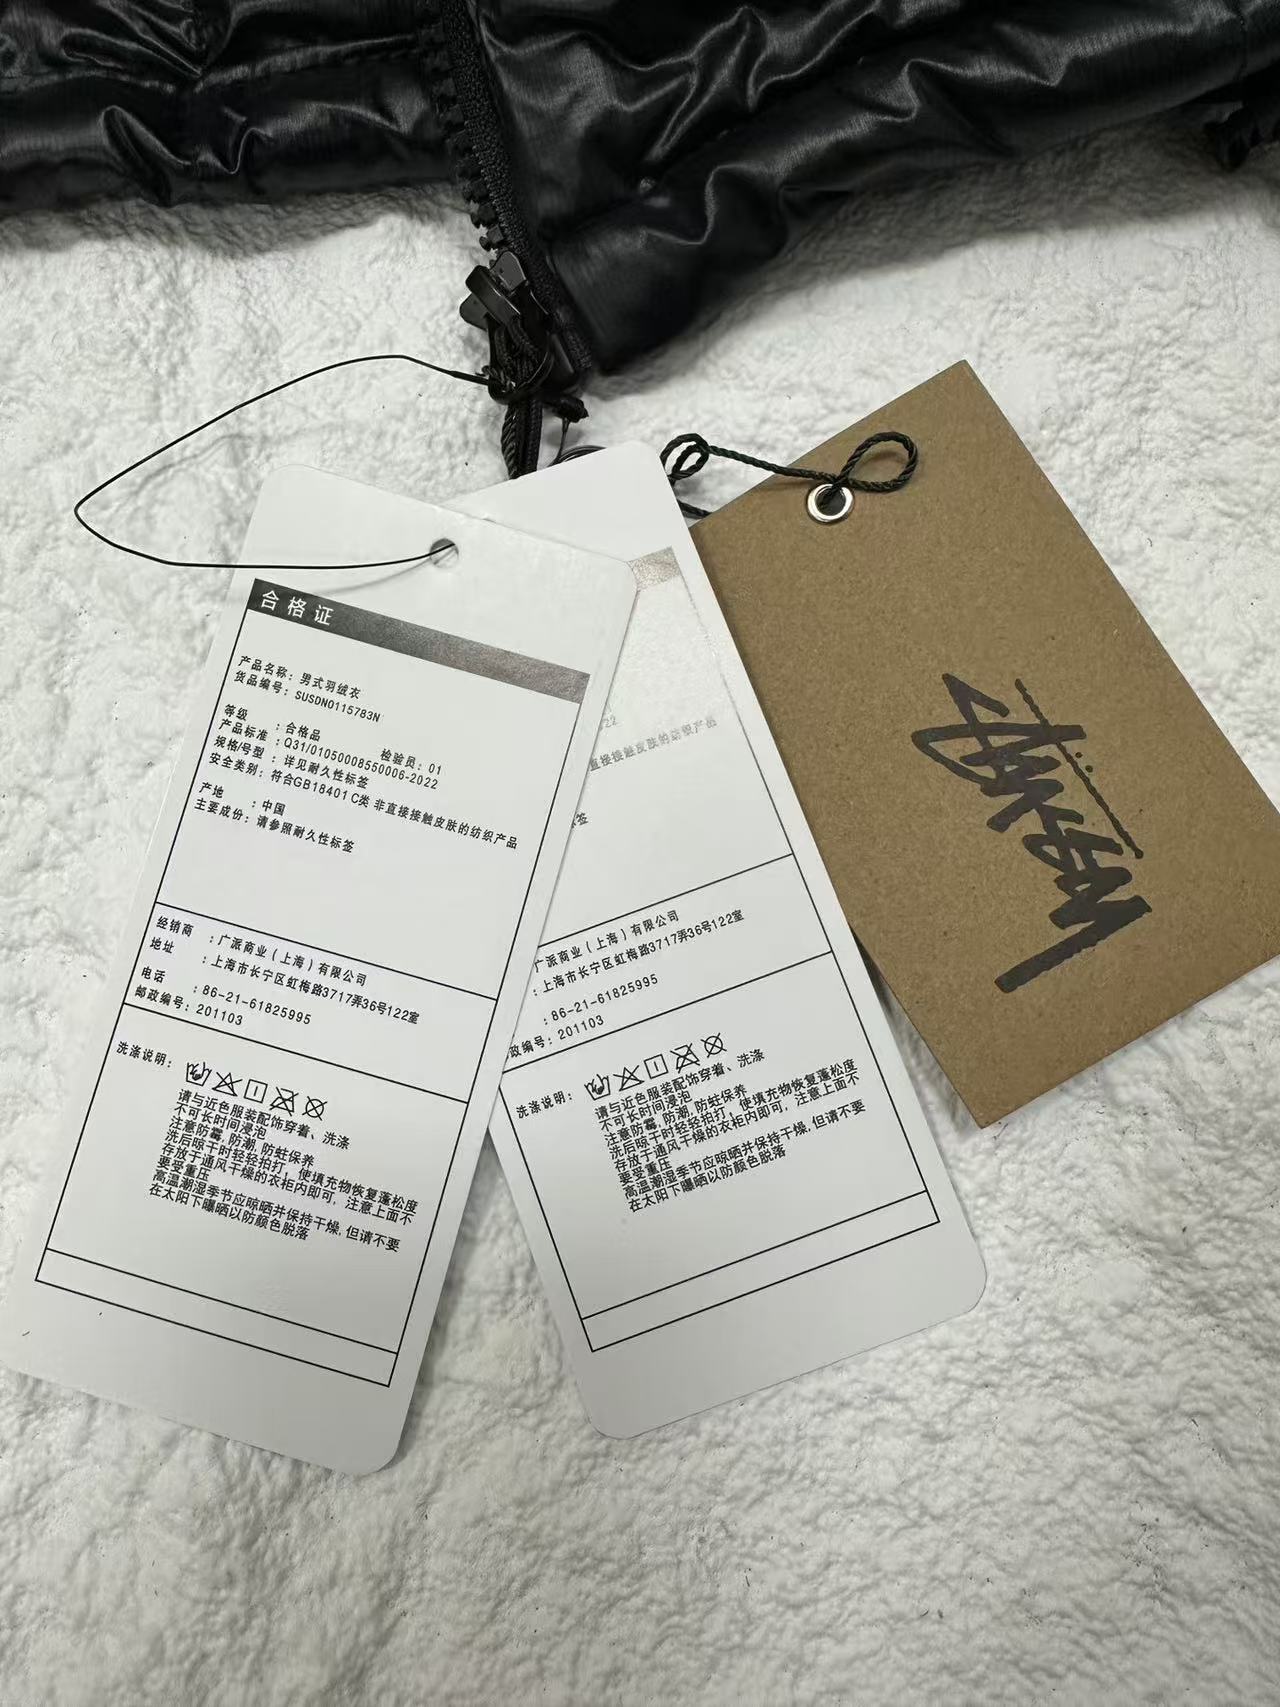 合格证
产品名称：男式羽绒衣
货品编号：SUSDN0115783N
等级 ：合格品 检验员：01
产品标准 ：Q31/01050008550006-2022
规格/号型 ：详见耐久性标签
安全类别：符合GB18401 C类 非直接接触皮肤的纺织产品
产地 ：中国
主要成份：请参照耐久性标签
经销商 ：广派商业（上海）有限公司
地址 ：上海市长宁区虹梅路3717弄36号122室
电话 ：86-21-61825995
邮政编号：201103
洗涤说明：
请与近色服装配饰穿着、洗涤
不可长时间浸泡
注意防霉,防潮,防蛀保养
洗后晾干时轻轻拍打，使填充物恢复蓬松度
存放于通风干燥的衣柜内即可，注意上面不
要受重压
高温潮湿季节应晾晒并保持干燥,但请不要
在太阳下曝晒以防颜色脱落
22
直接接触皮肤的纺织产品
签
广派商业（上海）有限公司
：上海市长宁区虹梅路3717弄36号122室
：86-21-61825995
政编号：201103
洗涤说明：
请与近色服装配饰穿着、洗涤
不可长时间浸泡
注意防霉,防潮,防蛀保养
洗后晾干时轻轻拍打，使填充物恢复蓬松度
存放于通风干燥的衣柜内即可，注意上面不
要受重压
高温潮湿季节应晾晒并保持干燥,但请不要
在太阳下曝晒以防颜色脱落
Stüssy